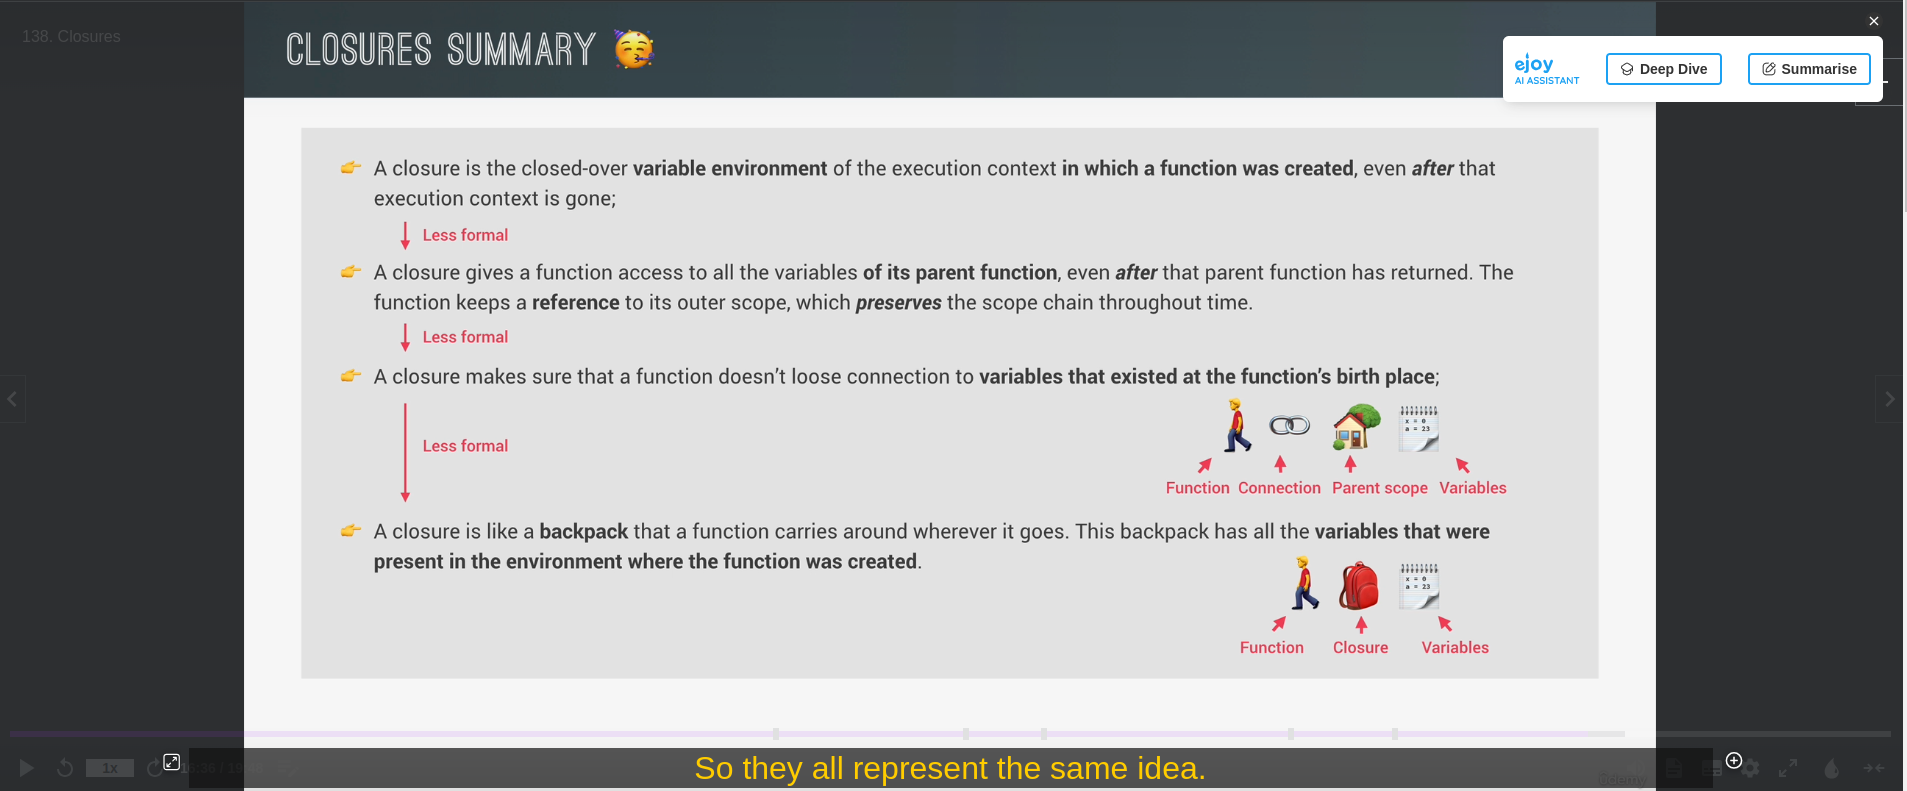 138. Closures
CLOSURES SUMMARY
ejoy
AI ASSISTANT
Deep Dive
Summarise
A closure is the closed-over variable environment of the execution context in which a function was created, even after that
execution context is gone;
Less formal
A closure gives a function access to all the variables of its parent function, even after that parent function has returned. The
function keeps a reference to its outer scope, which preserves the scope chain throughout time.
Less formal
A closure makes sure that a function doesn't loose connection to variables that existed at the function's birth place;
x = 0
a = 23
Less formal
Function Connection Parent scope Variables
A closure is like a backpack that a function carries around wherever it goes. This backpack has all the variables that were
present in the environment where the function was created.
x = 0
a = 23
Function Closure Variables
1x
So they all represent the same idea.